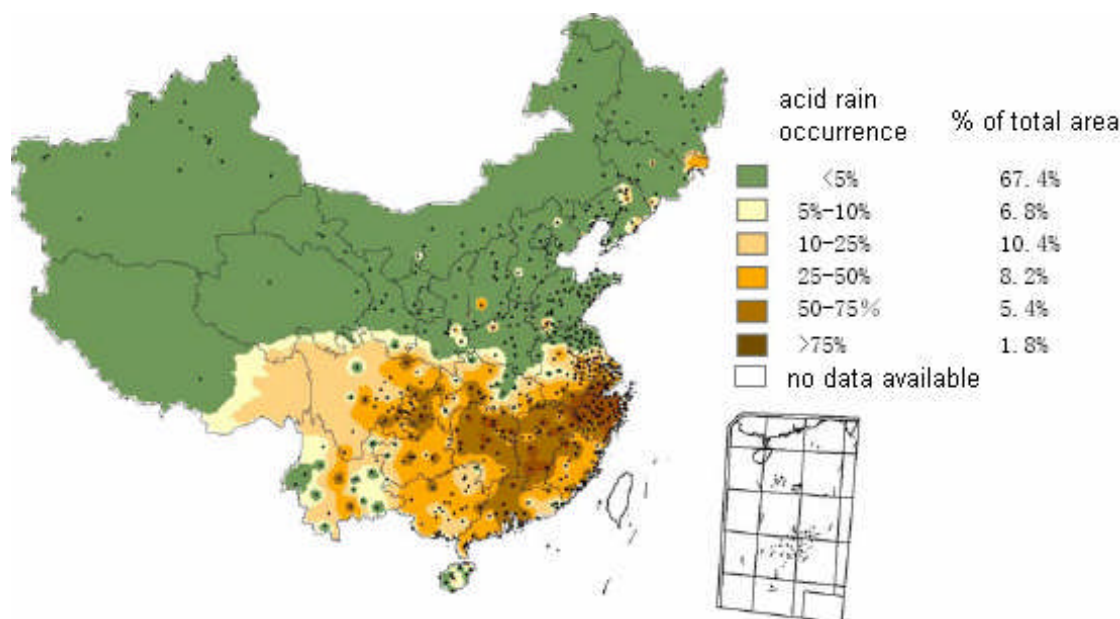 acid rain
occurrence % of total area
<5% 67.4%
5%-10% 6.8%
10-25% 10.4%
25-50% 8.2%
50-75% 5.4%
>75% 1.8%
no data available